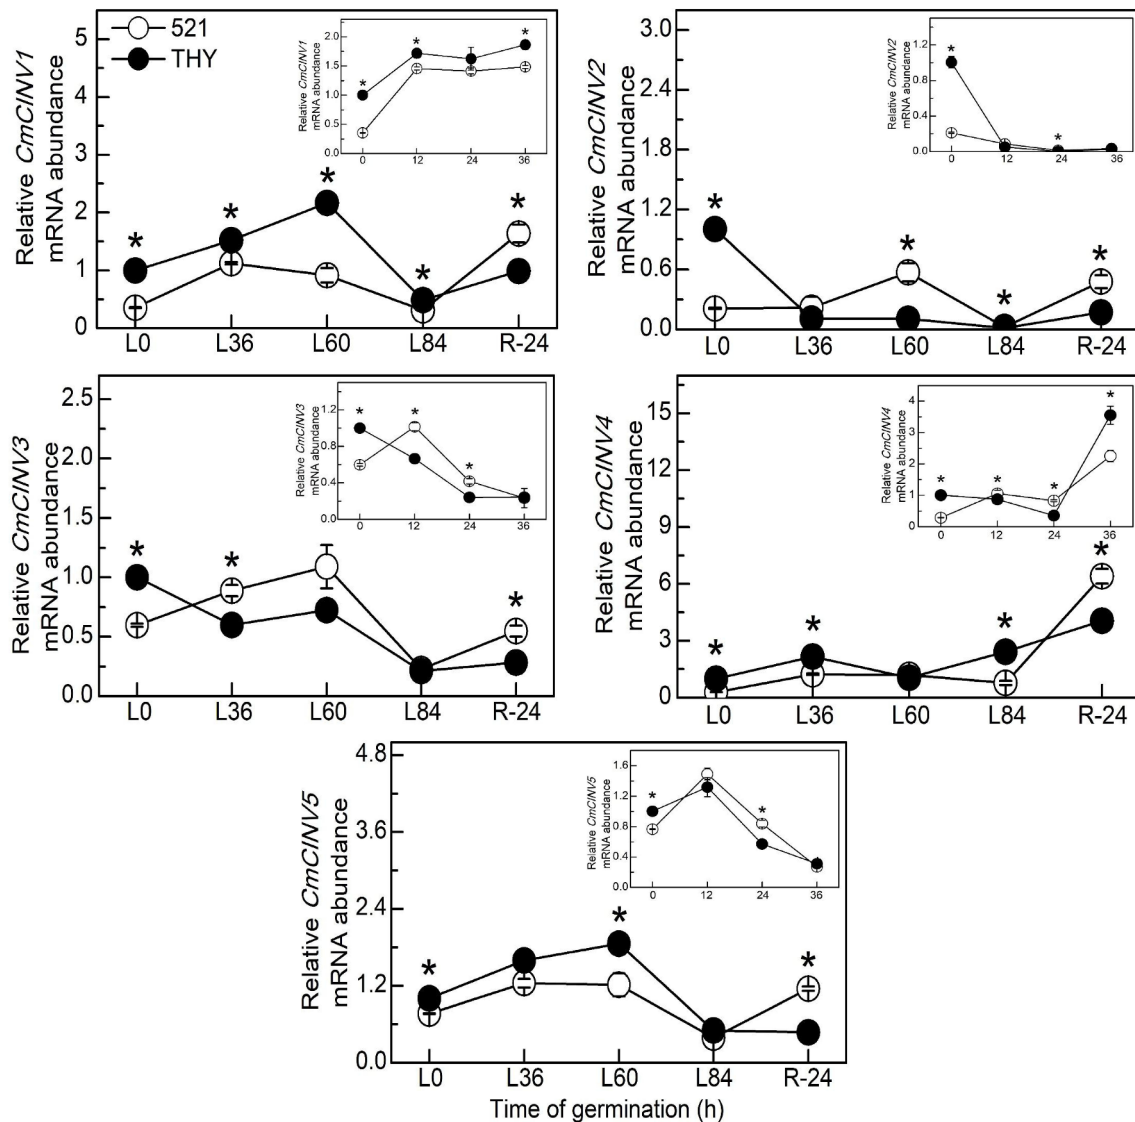 521
THY
Relative CmCINV1
mRNA abundance
5
4
3
2
1
0
L0 L36 L60 L84 R-24
* * * * *
Relative CmCINV1
mRNA abundance
2.5
2.0
1.5
1.0
0.5
0.0
0 12 24 36
* * *
Relative CmCINV2
mRNA abundance
3.0
2.4
1.8
1.2
0.6
0.0
L0 L36 L60 L84 R-24
* * * *
Relative CmCINV2
mRNA abundance
1.2
0.8
0.4
0.0
0 12 24 36
* *
Relative CmCINV3
mRNA abundance
2.5
2.0
1.5
1.0
0.5
0.0
L0 L36 L60 L84 R-24
* * *
Relative CmCINV3
mRNA abundance
1.2
0.8
0.4
0.0
0 12 24 36
* * *
Relative CmCINV4
mRNA abundance
15
12
9
6
3
0
L0 L36 L60 L84 R-24
* * * *
Relative CmCINV4
mRNA abundance
4
3
2
1
0
0 12 24 36
* * * *
Relative CmCINV5
mRNA abundance
4.8
3.6
2.4
1.2
0.0
L0 L36 L60 L84 R-24
* * *
Relative CmCINV5
mRNA abundance
1.6
1.2
0.8
0.4
0.0
0 12 24 36
* *
Time of germination (h)